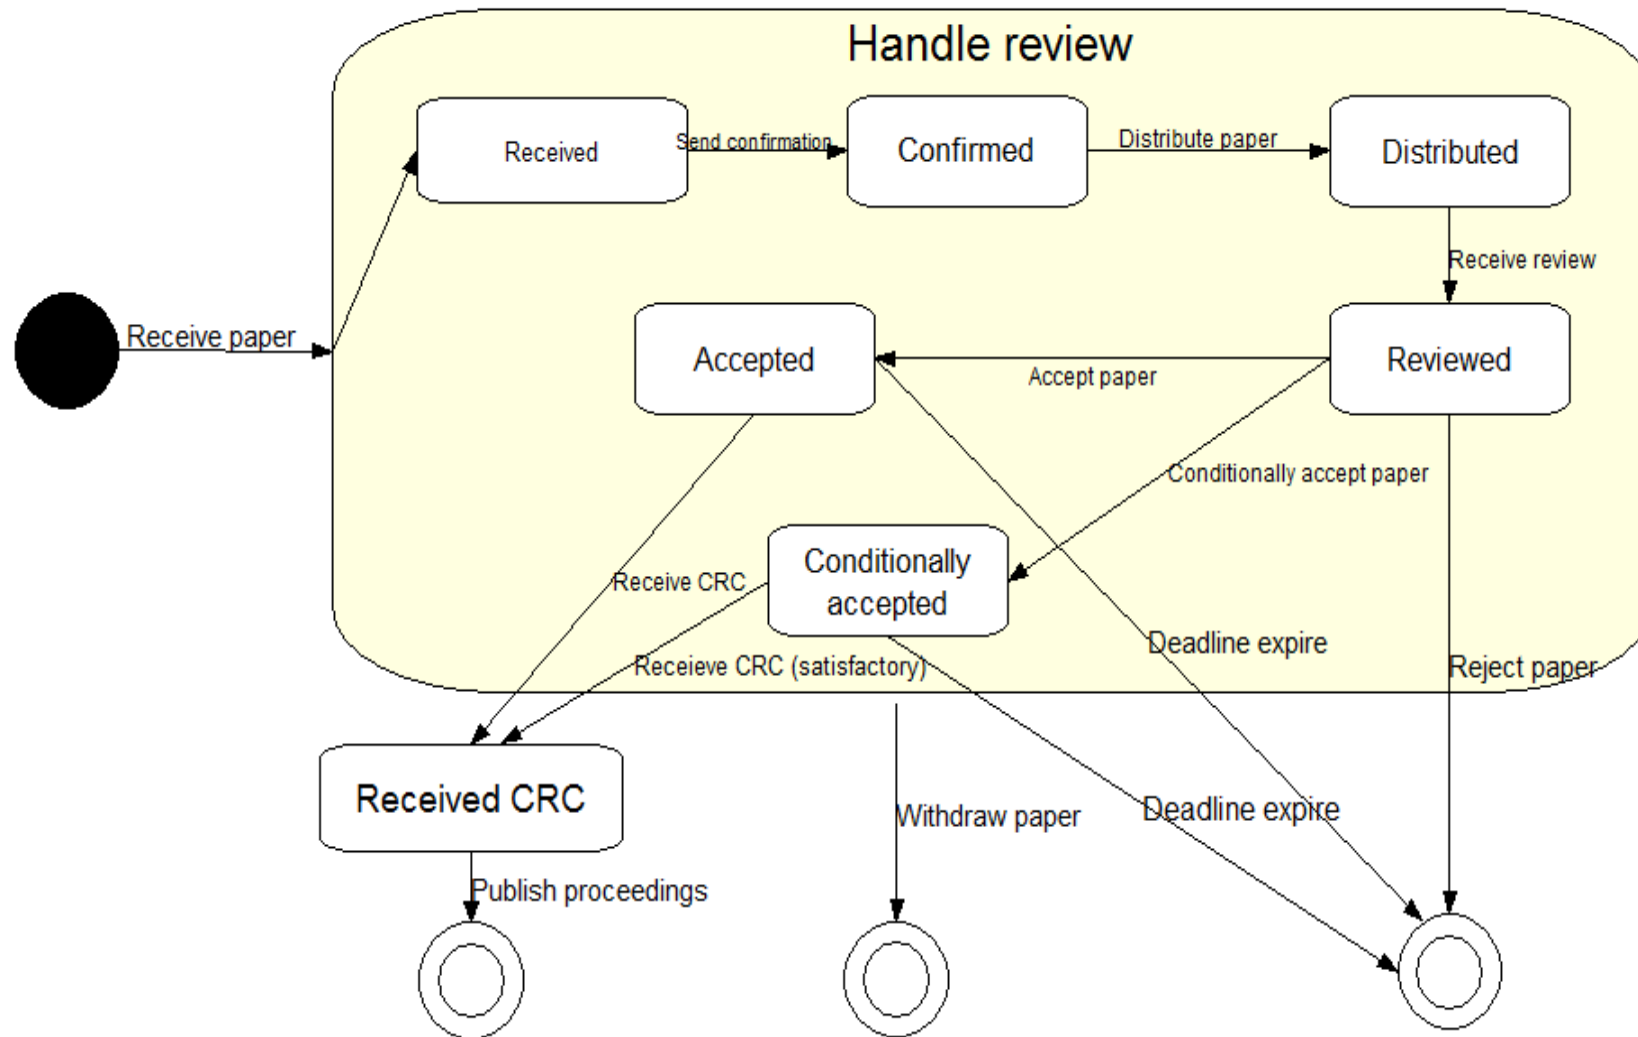 Handle review
Received
Send confirmation
Confirmed
Distribute paper
Distributed
Receive review
Receive paper
Accepted
Accept paper
Reviewed
Conditionally accept paper
Conditionally
accepted
Receive CRC
Deadline expire
Receieve CRC (satisfactory)
Reject paper
Received CRC
Withdraw paper
Deadline expire
Publish proceedings